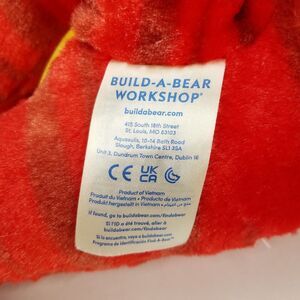 BUILD-A-BEAR
WORKSHOP®
buildabear.com
415 South 18th Street
St. Louis, MO 63103
Aquasulis, 10-14 Bath Road
Slough, Berkshire SL1 3SA
Unit 3, Dundrum Town Centre, Dublin 16
CE UK
CA
Product of Vietnam
Produit du Vietnam • Producto de Vietnam
Produkt aus Vietnam •
If found, go to buildabear.com/findabear
Si l'ID a été trouvé, aller à
buildabear.com/findabear
Si lo encuentra, vaya a buildabear.com
Programa de identificación Find-A-Bear™